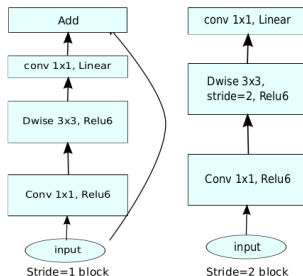 Add
conv 1x1, Linear
Dwise 3x3, Relu6
Conv 1x1, Relu6
input
Stride=1 block
conv 1x1, Linear
Dwise 3x3,
stride=2, Relu6
Conv 1x1, Relu6
input
Stride=2 block